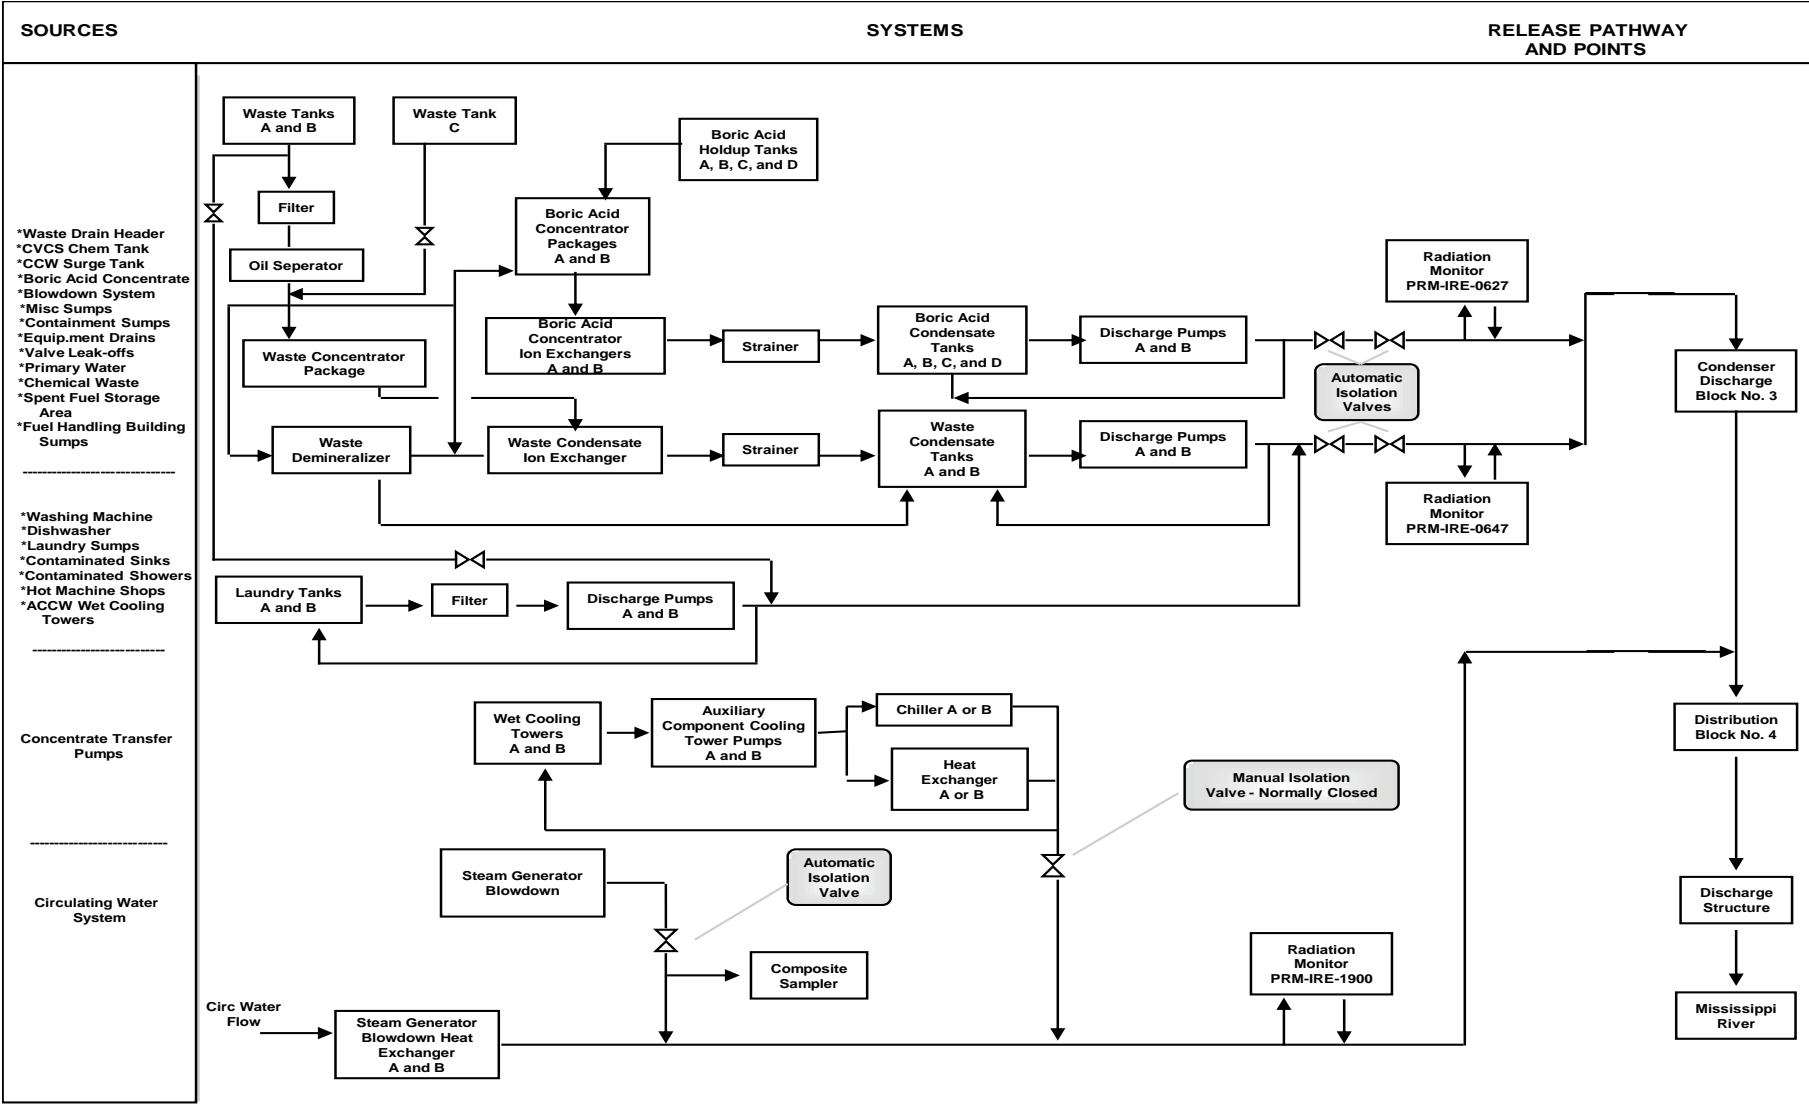 SOURCES
SYSTEMS
RELEASE PATHWAY
AND POINTS
*Waste Drain Header
*CVCS Chem Tank
*CCW Surge Tank
*Boric Acid Concentrate
*Blowdown System
*Misc Sumps
*Containment Sumps
*Equip.ment Drains
*Valve Leak-offs
*Primary Water
*Chemical Waste
*Spent Fuel Storage
Area
*Fuel Handling Building
Sumps
-------------------------------
*Washing Machine
*Dishwasher
*Laundry Sumps
*Contaminated Sinks
*Contaminated Showers
*Hot Machine Shops
*ACCW Wet Cooling
Towers
---------------------------
Concentrate Transfer
Pumps
----------------------------
Circulating Water
System
Waste Tanks
A and B
Waste Tank
C
Boric Acid
Holdup Tanks
A, B, C, and D
Filter
Oil Seperator
Boric Acid
Concentrator
Packages
A and B
Waste Concentrator
Package
Boric Acid
Concentrator
Ion Exchangers
A and B
Strainer
Boric Acid
Condensate
Tanks
A, B, C, and D
Discharge Pumps
A and B
Radiation
Monitor
PRM-IRE-0627
Automatic
Isolation
Valves
Condenser
Discharge
Block No. 3
Waste
Demineralizer
Waste Condensate
Ion Exchanger
Strainer
Waste
Condensate
Tanks
A and B
Discharge Pumps
A and B
Radiation
Monitor
PRM-IRE-0647
Laundry Tanks
A and B
Filter
Discharge Pumps
A and B
Wet Cooling
Towers
A and B
Auxiliary
Component Cooling
Tower Pumps
A and B
Chiller A or B
Heat
Exchanger
A or B
Manual Isolation
Valve - Normally Closed
Distribution
Block No. 4
Steam Generator
Blowdown
Automatic
Isolation
Valve
Discharge
Structure
Composite
Sampler
Radiation
Monitor
PRM-IRE-1900
Circ Water
Flow
Steam Generator
Blowdown Heat
Exchanger
A and B
Mississippi
River